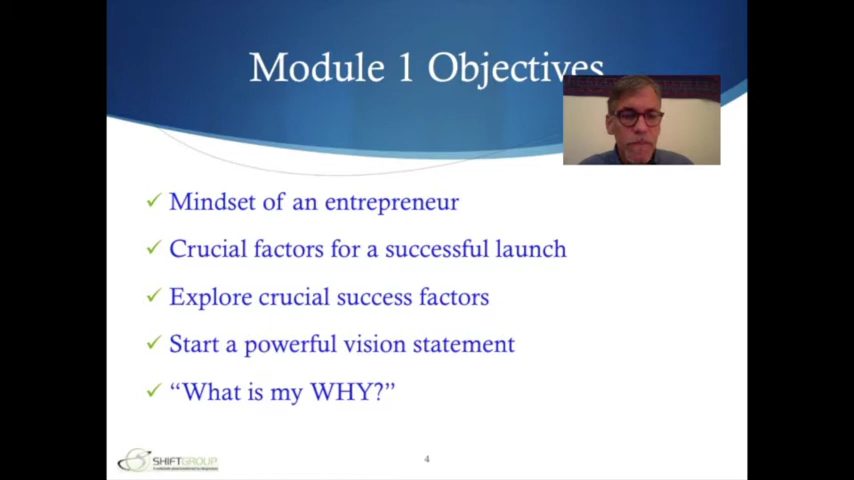 Module 1 Objectives
Mindset of an entrepreneur
Crucial factors for a successful launch
Explore crucial success factors
Start a powerful vision statement
“What is my WHY?”
SHIFTGROUP
4